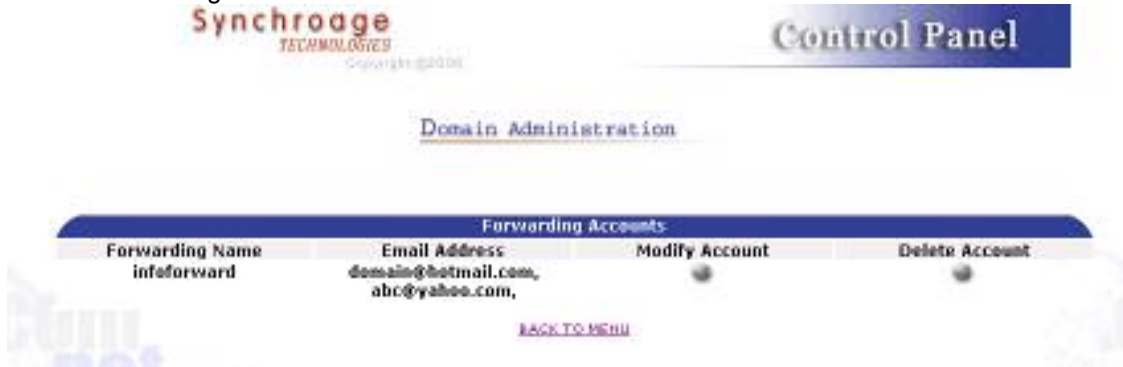 Synchroage
TECHNOLOGIES
Control Panel
Domain Administration
Forwarding Accounts
Forwarding Name Email Address Modify Account Delete Account
infoforward domain@hotmail.com,
abc@yahoo.com,
BACK TO MENU
net